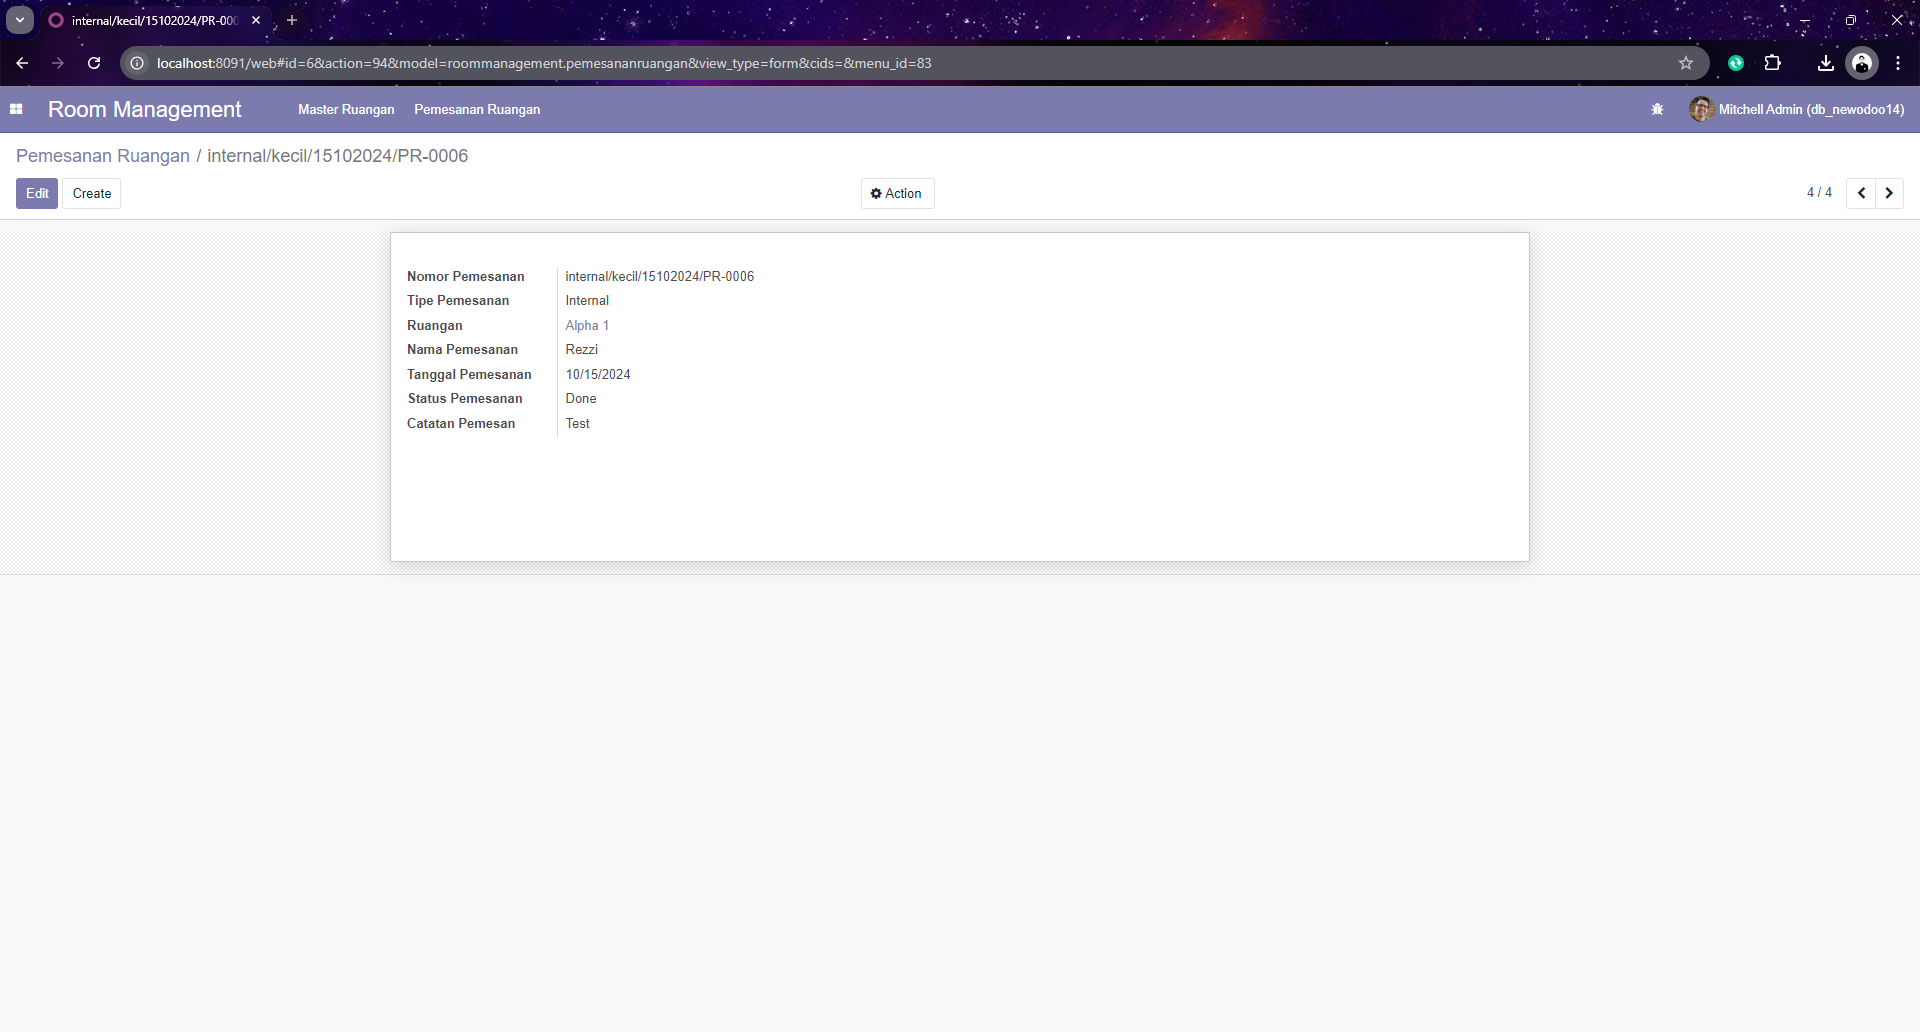 internal/kecil/15102024/PR-000
localhost:8091/web#id=6&action=94&model=roommanagement.pemesananruangan&view_type=form&cids=&menu_id=83
Room Management Master Ruangan Pemesanan Ruangan Mitchell Admin (db_newodoo14)
Pemesanan Ruangan / internal/kecil/15102024/PR-0006
Edit Create Action 4 / 4
Nomor Pemesanan internal/kecil/15102024/PR-0006
Tipe Pemesanan Internal
Ruangan Alpha 1
Nama Pemesanan Rezzi
Tanggal Pemesanan 10/15/2024
Status Pemesanan Done
Catatan Pemesan Test